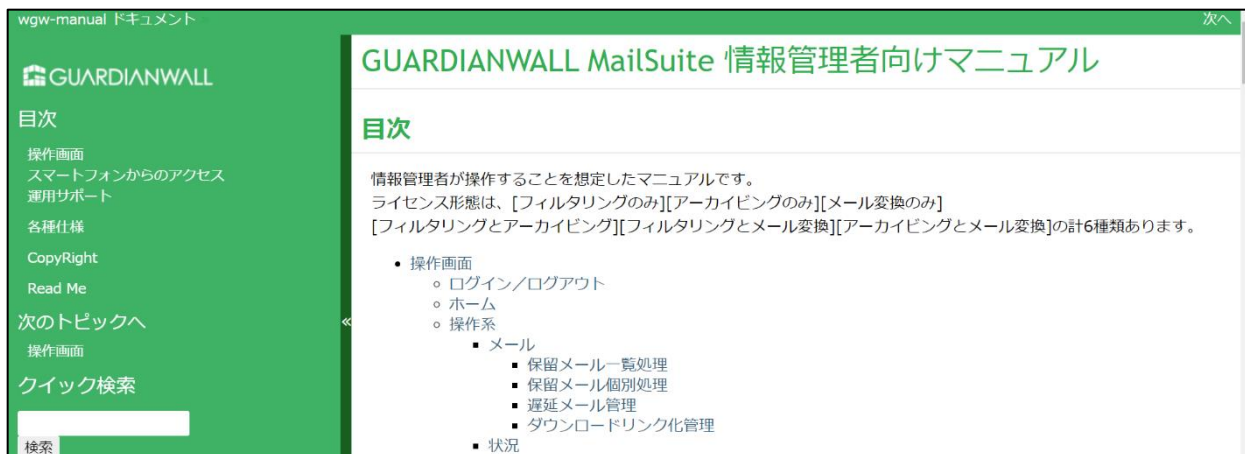 wgw-manual ドキュメント »
次へ
GUARDIANWALL
目次
操作画面
スマートフォンからのアクセス
運用サポート
各種仕様
CopyRight
Read Me
次のトピックへ
操作画面
クイック検索
検索
«
GUARDIANWALL MailSuite 情報管理者向けマニュアル
目次
情報管理者が操作することを想定したマニュアルです。
ライセンス形態は、[フィルタリングのみ][アーカイビングのみ][メール変換のみ]
[フィルタリングとアーカイビング][フィルタリングとメール変換][アーカイビングとメール変換]の計6種類あります。
• 操作画面
◦ ログイン／ログアウト
◦ ホーム
◦ 操作系
▪ メール
▪ 保留メール一覧処理
▪ 保留メール個別処理
▪ 遅延メール管理
▪ ダウンロードリンク化管理
▪ 状況